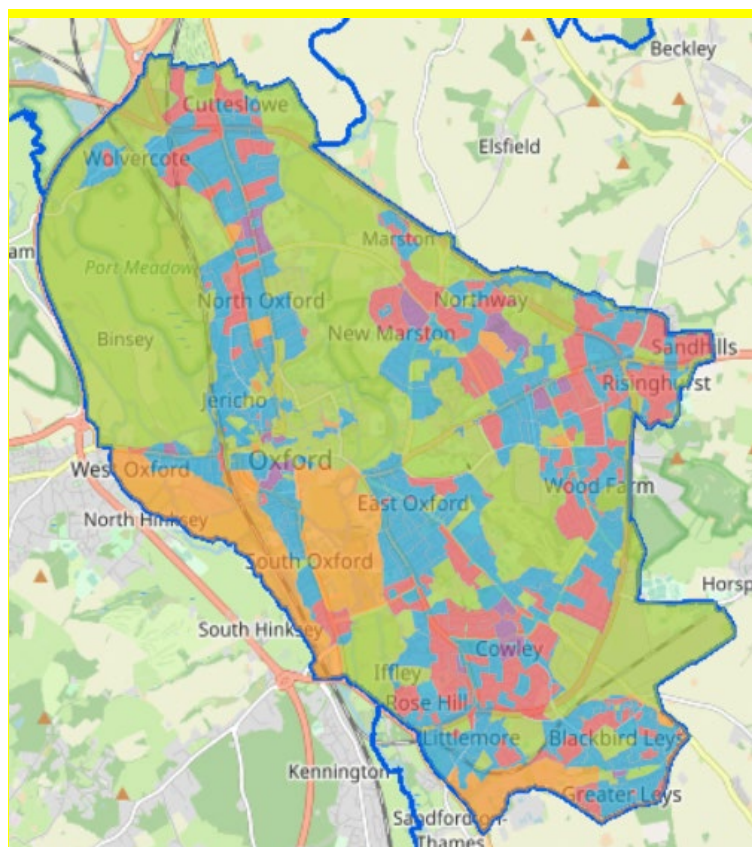 Beckley
Cutteslowe
Elsfield
Wolvercote
am
Marston
Port Meadow
North Oxford
Northway
Binsey
New Marston
Sandhills
Risinghurst
Jericho
Oxford
West Oxford
Wood Farm
East Oxford
North Hinksey
South Oxford
Horsp
South Hinksey
Cowley
Iffley
Rose Hill
Littlemore
Blackbird Leys
Kennington
Greater Leys
Sandford-on-
Thames